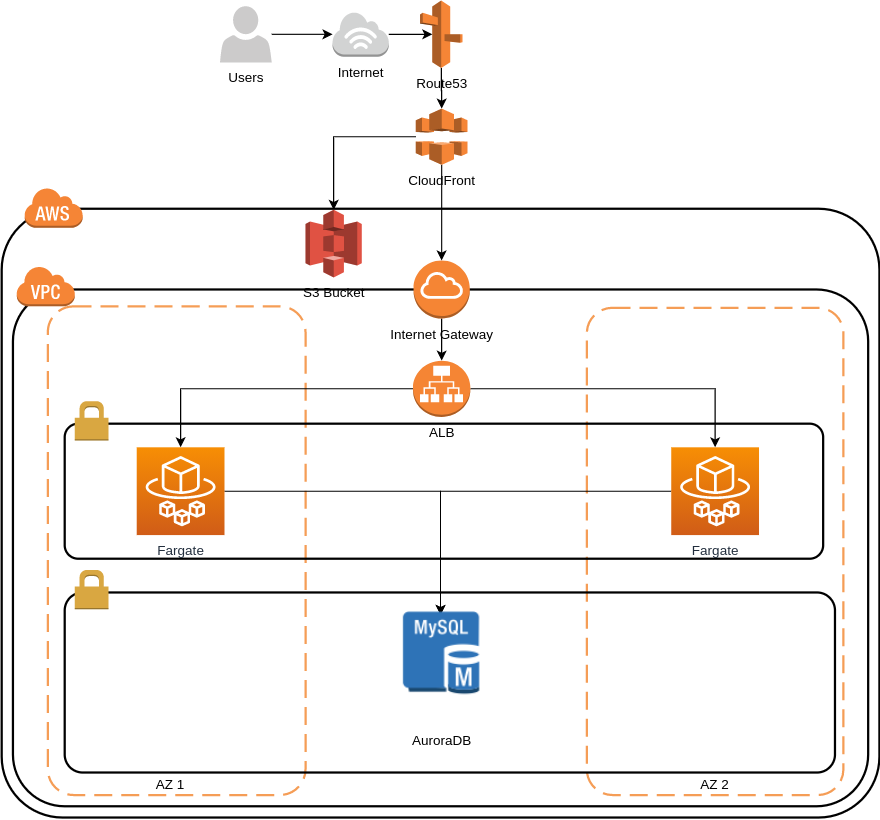 Users
Internet
Route53
CloudFront
AWS
S3 Bucket
VPC
Internet Gateway
ALB
Fargate
Fargate
MySQL
M
AuroraDB
AZ 1
AZ 2